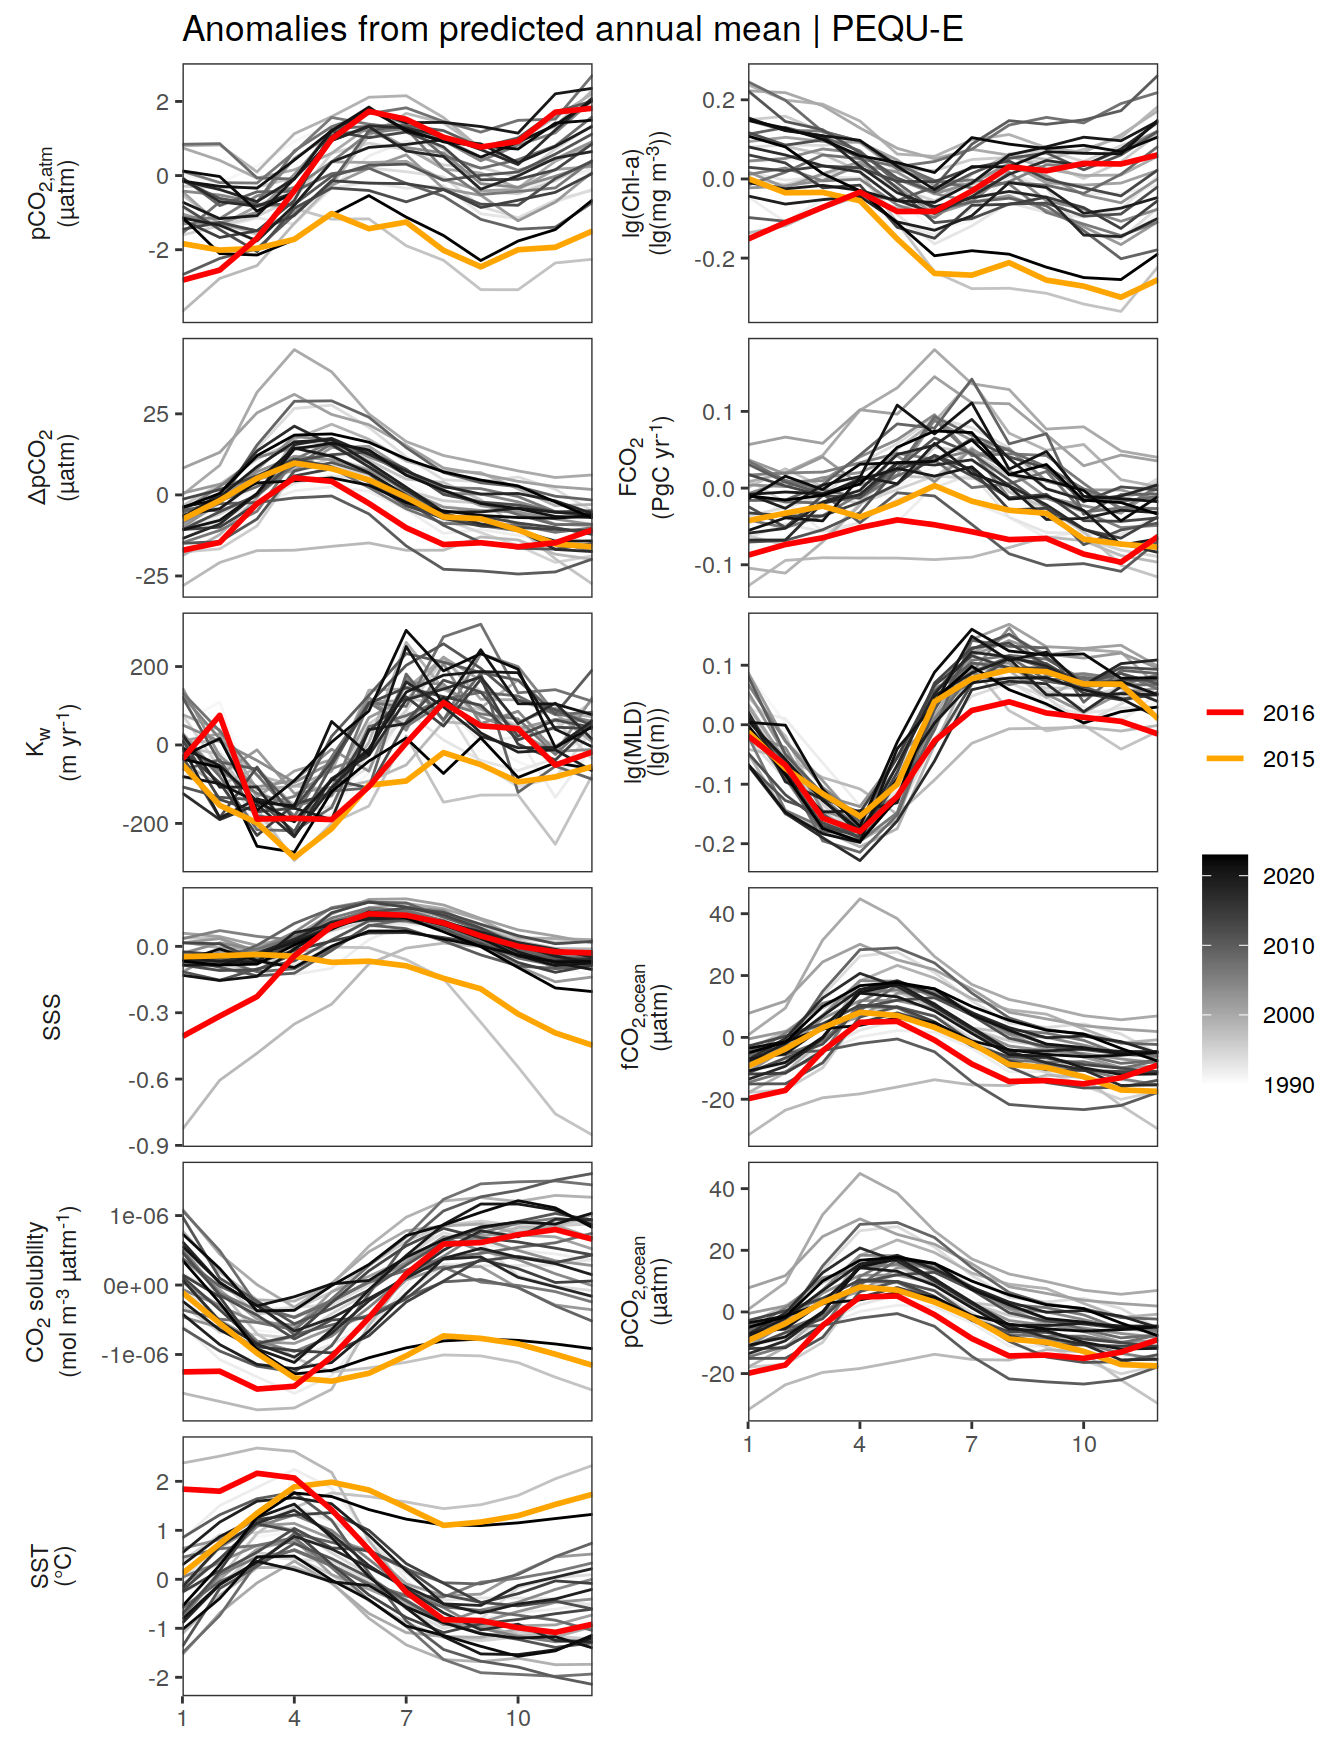 Anomalies from predicted annual mean | PEQU-E
pCO2,atm
(µatm)
2
0
-2
lg(Chl-a)
(lg(mg m-3))
0.2
0.0
-0.2
ΔpCO2
(µatm)
25
0
-25
FCO2
(PgC yr-1)
0.1
0.0
-0.1
Kw
(m yr-1)
200
0
-200
lg(MLD)
(lg(m))
0.1
0.0
-0.1
-0.2
SSS
0.0
-0.3
-0.6
-0.9
fCO2,ocean
(µatm)
40
20
0
-20
CO2 solubility
(mol m-3 µatm-1)
1e-06
0e+00
-1e-06
pCO2,ocean
(µatm)
40
20
0
-20
1 4 7 10
SST
(°C)
2
1
0
-1
-2
1 4 7 10
2016
2015
2020
2010
2000
1990